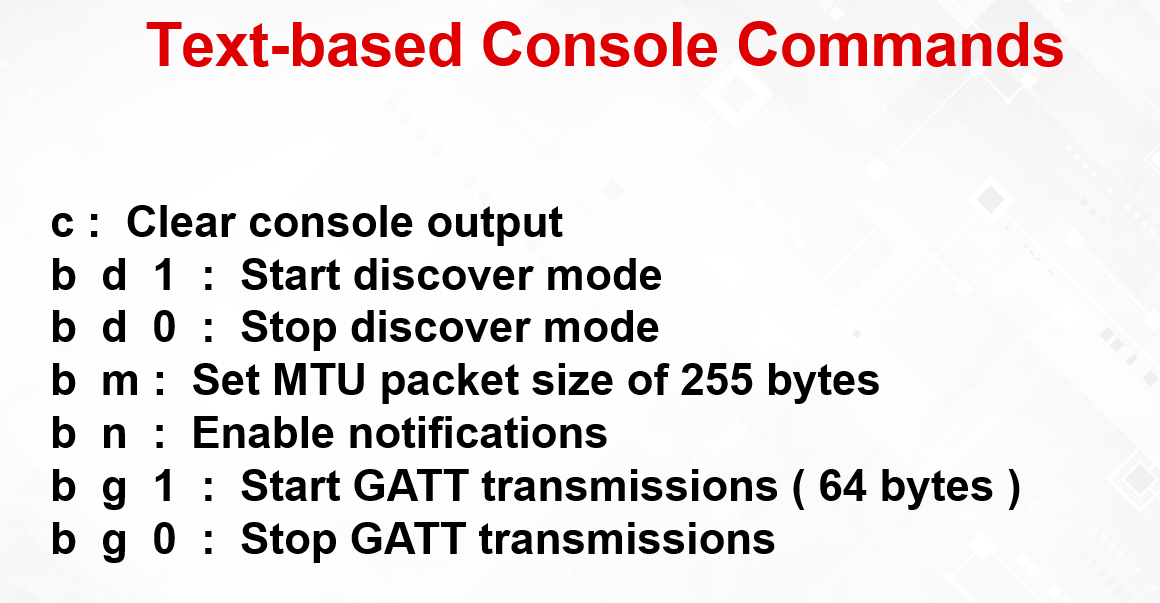 Text-based Console Commands
c : Clear console output
b d 1 : Start discover mode
b d 0 : Stop discover mode
b m : Set MTU packet size of 255 bytes
b n : Enable notifications
b g 1 : Start GATT transmissions ( 64 bytes )
b g 0 : Stop GATT transmissions